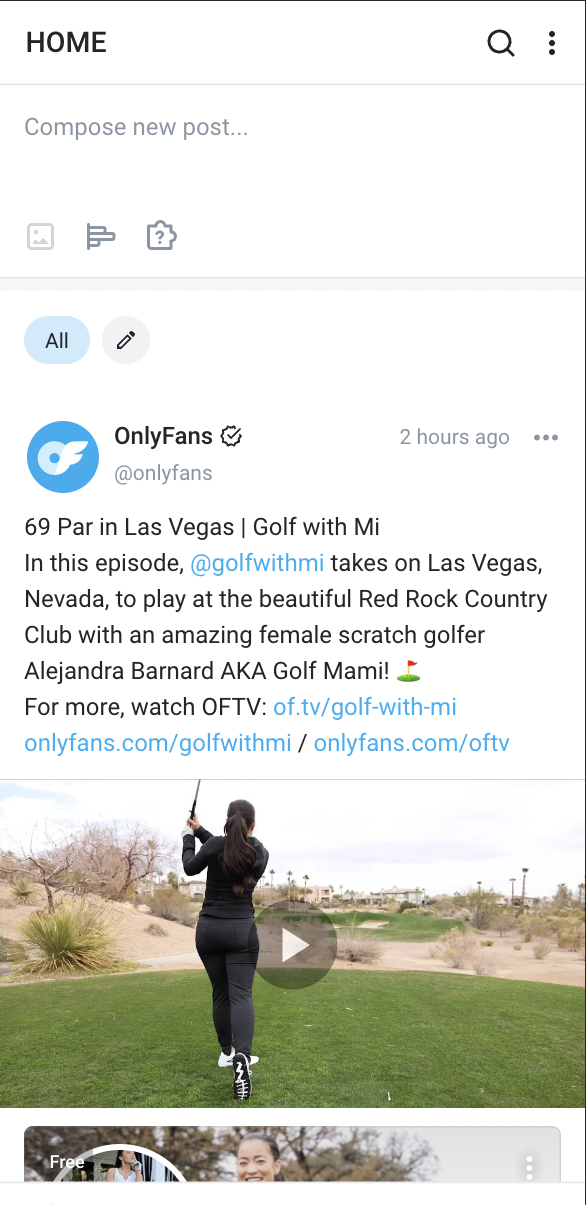 HOME
Compose new post...
All
OnlyFans
2 hours ago
@onlyfans
69 Par in Las Vegas | Golf with Mi
In this episode, @golfwithmi takes on Las Vegas,
Nevada, to play at the beautiful Red Rock Country
Club with an amazing female scratch golfer
Alejandra Barnard AKA Golf Mami! ⛳
For more, watch OFTV: of.tv/golf-with-mi
onlyfans.com/golfwithmi / onlyfans.com/oftv
Free